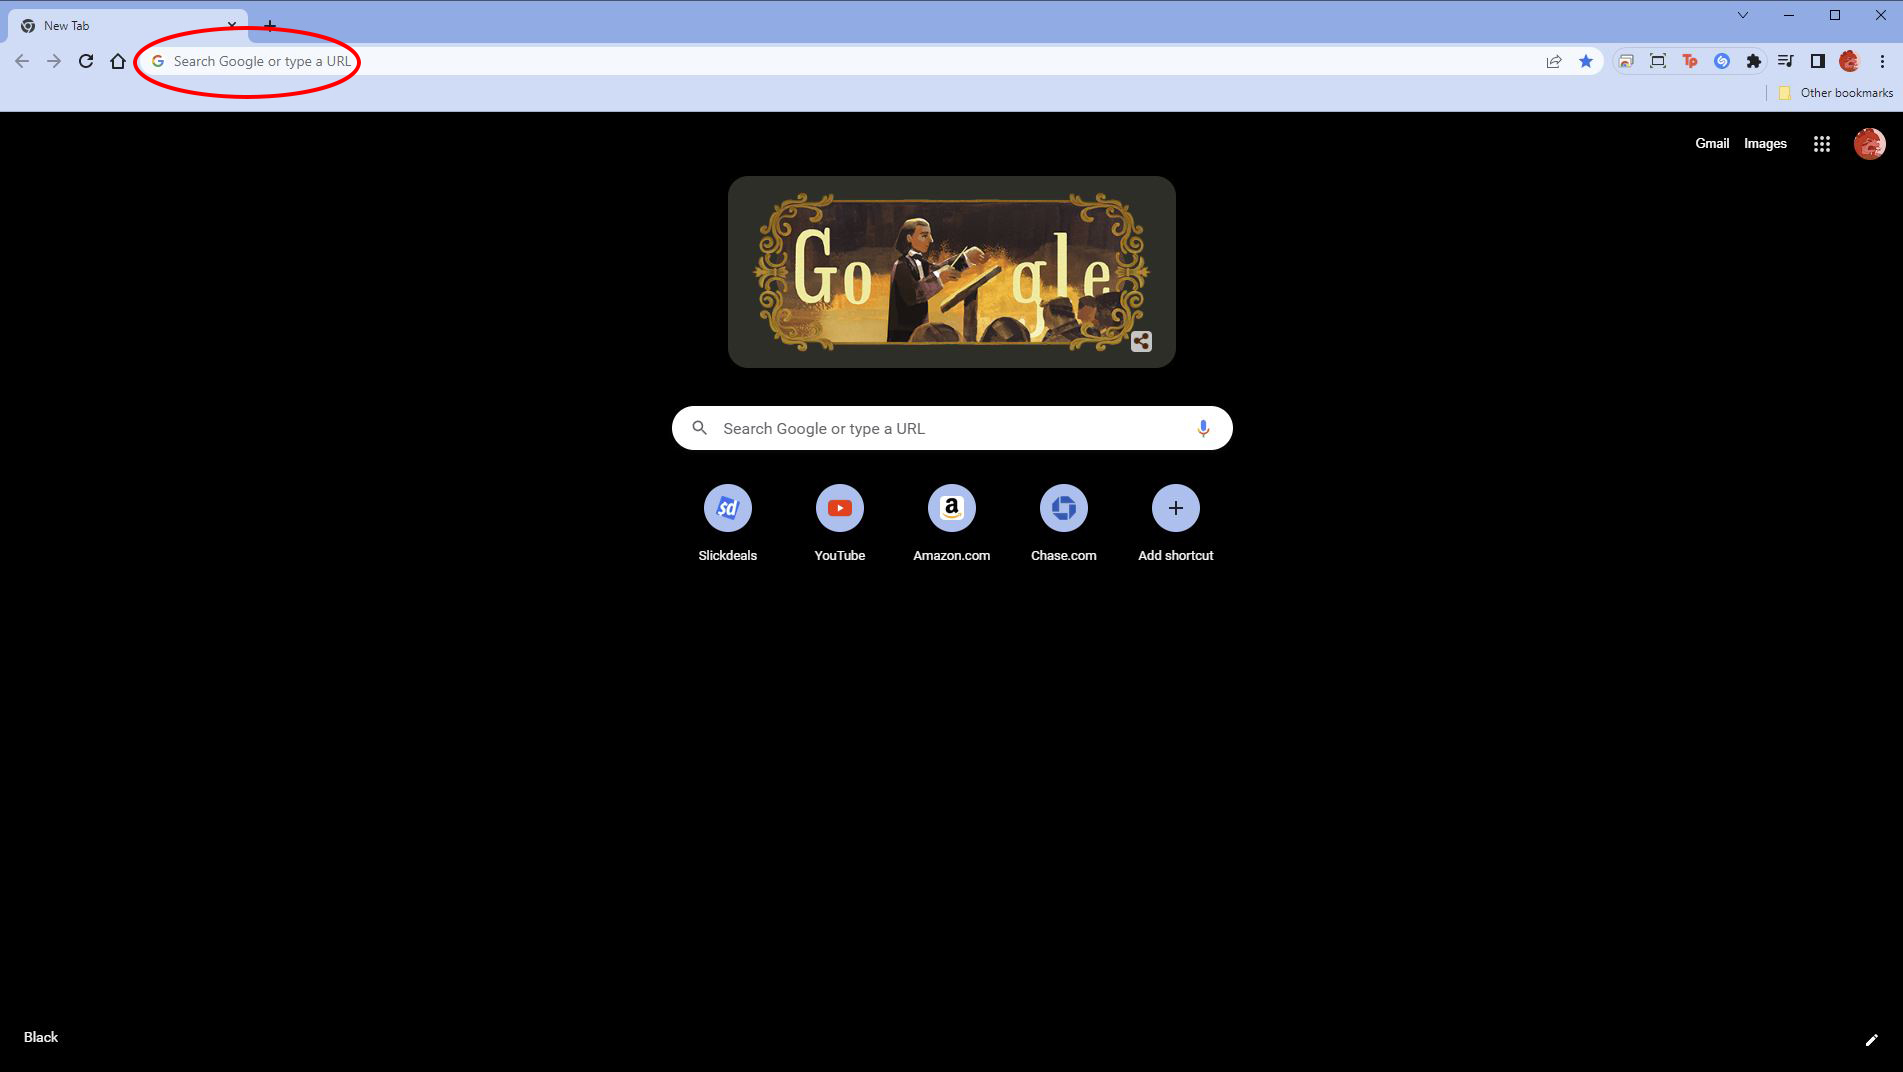 New Tab
Search Google or type a URL
Other bookmarks
Gmail Images
Google
Search Google or type a URL
sd a
Slickdeals YouTube Amazon.com Chase.com Add shortcut
Black